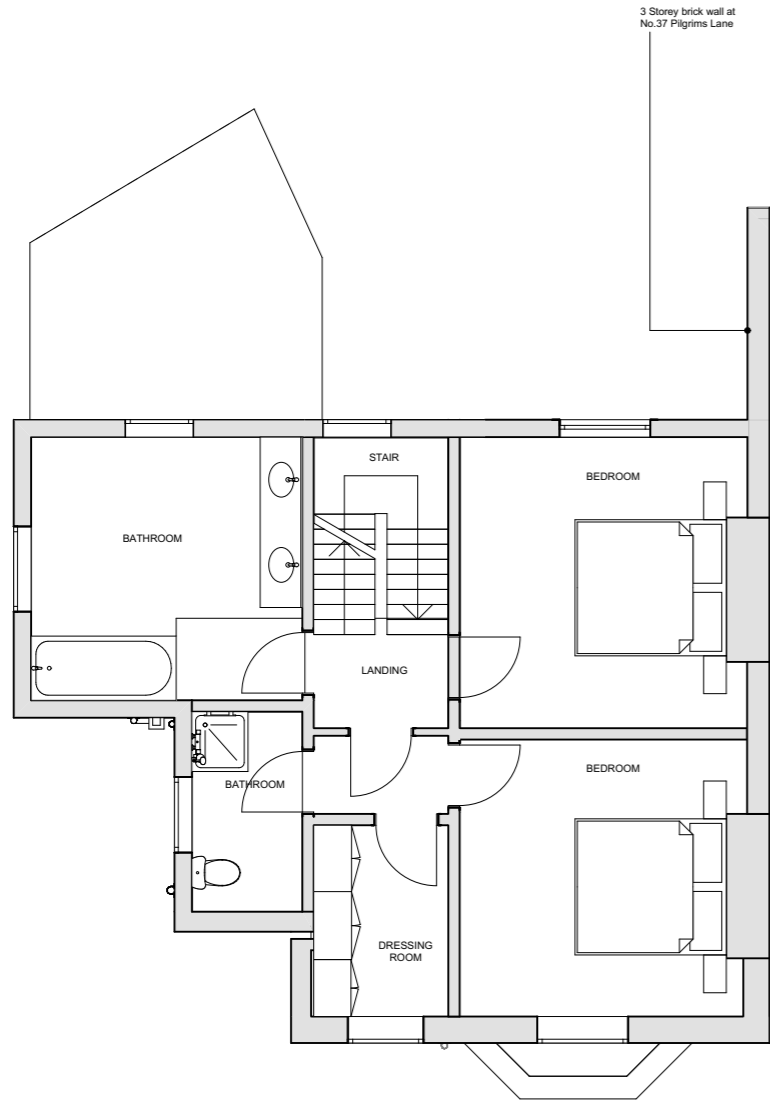 3 Storey brick wall at
No.37 Pilgrims Lane
STAIR
BEDROOM
BATHROOM
LANDING
BEDROOM
BATHROOM
DRESSING
ROOM